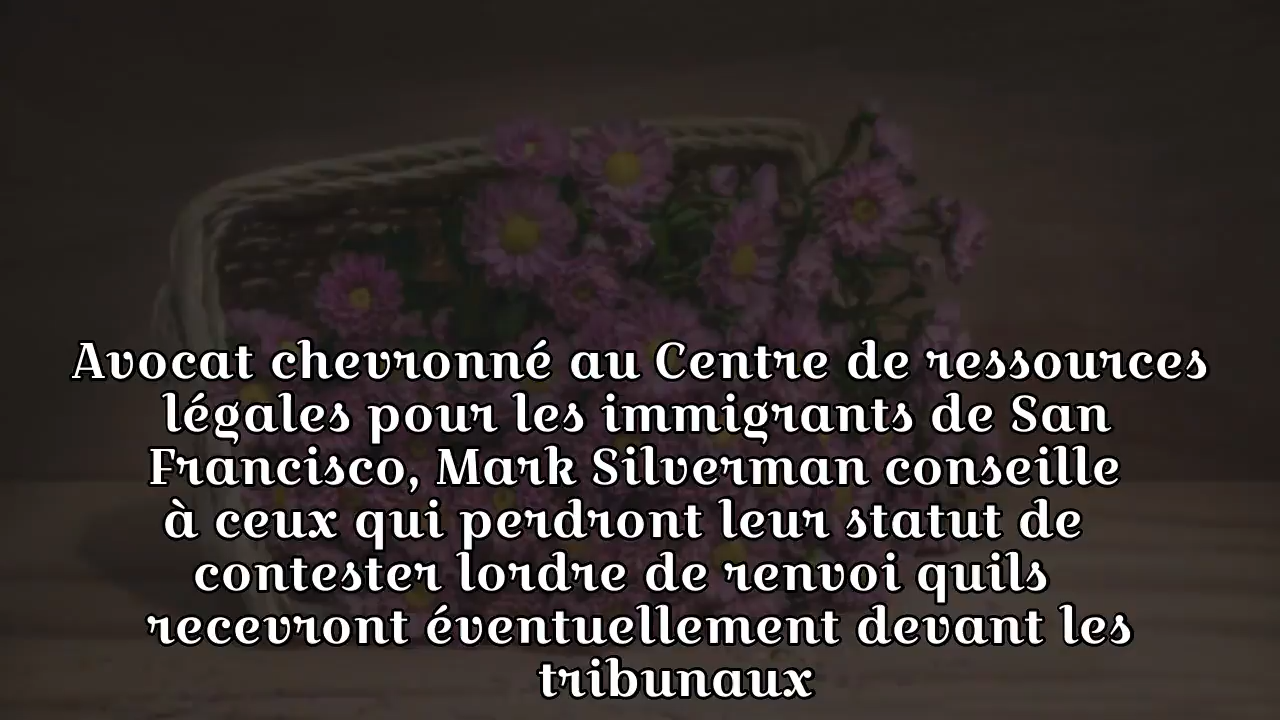 Avocat chevronné au Centre de ressources
légales pour les immigrants de San
Francisco, Mark Silverman conseille
à ceux qui perdront leur statut de
contester lordre de renvoi quils
recevront éventuellement devant les
tribunaux